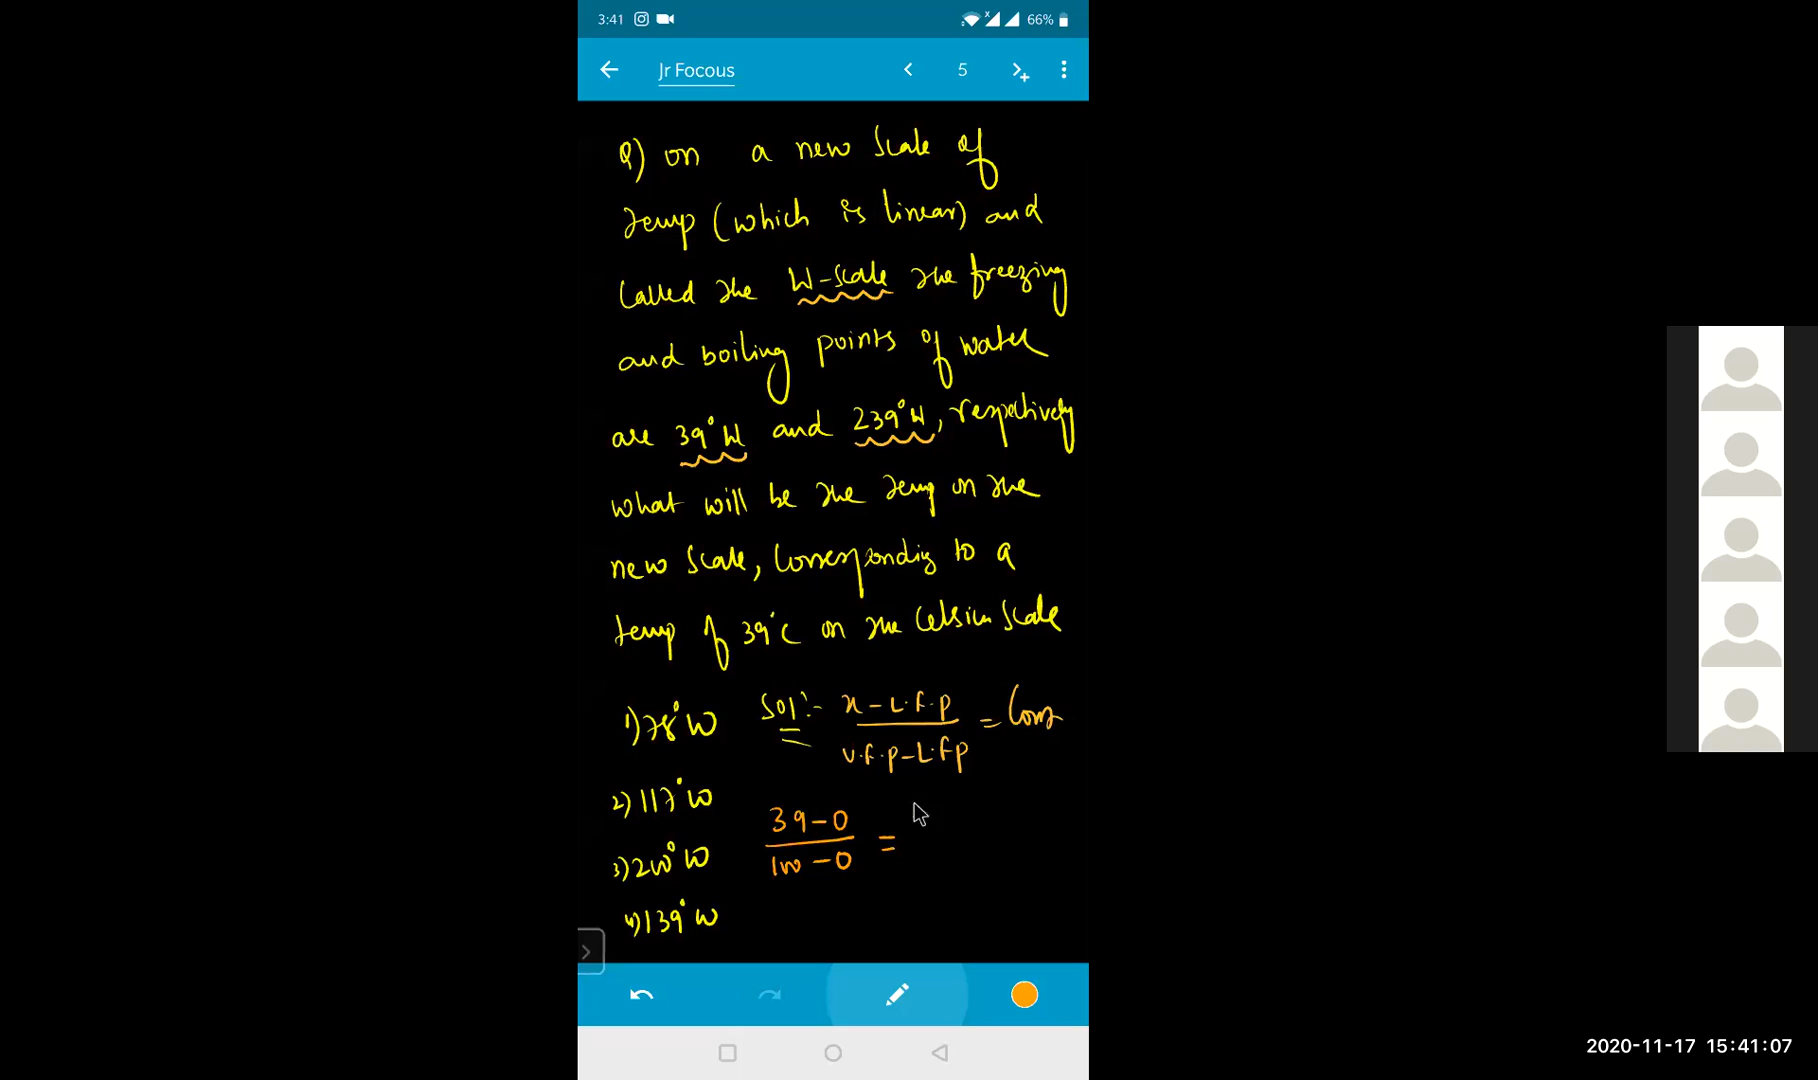 3:41
66%
Jr Focous
5
Q) on a new Scale of
Temp (which is linear) and
Called the W-Scale the freezing
and boiling points of water
are 39°W and 239°W, respectively
what will be the temp on the
new Scale, Corresponding to a
temp of 39°C on the Celsius Scale
1) 78°W
Sol:- x - L.F.P / U.F.P - L.F.P = Cons
2) 117°W
39-0 / 100-0 =
3) 200°W
4) 139°W
2020-11-17 15:41:07